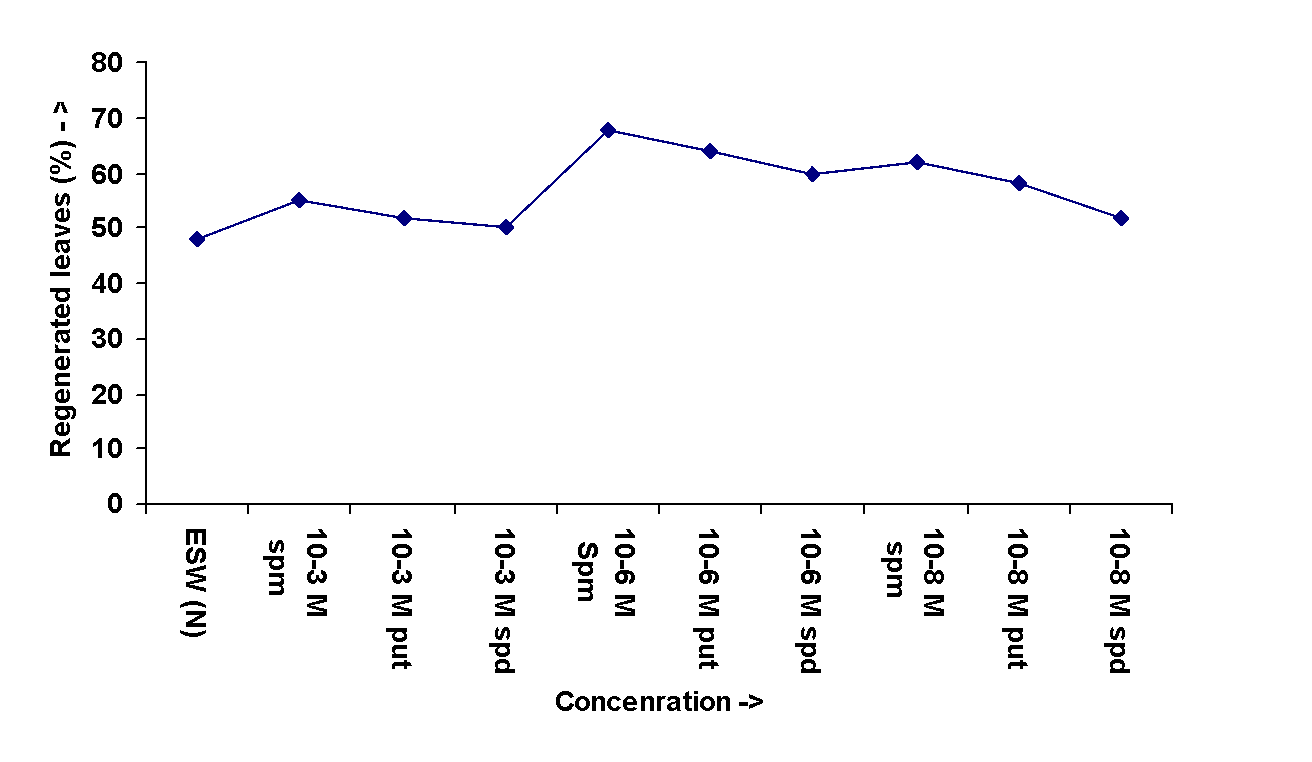 80
70
60
50
40
30
20
10
0
Regenerated leaves (%) - >
ESW (N)
10-3 M
spm
10-3 M put
10-3 M spd
10-6 M
Spm
10-6 M put
10-6 M spd
10-8 M
spm
10-8 M put
10-8 M spd
Concenration ->